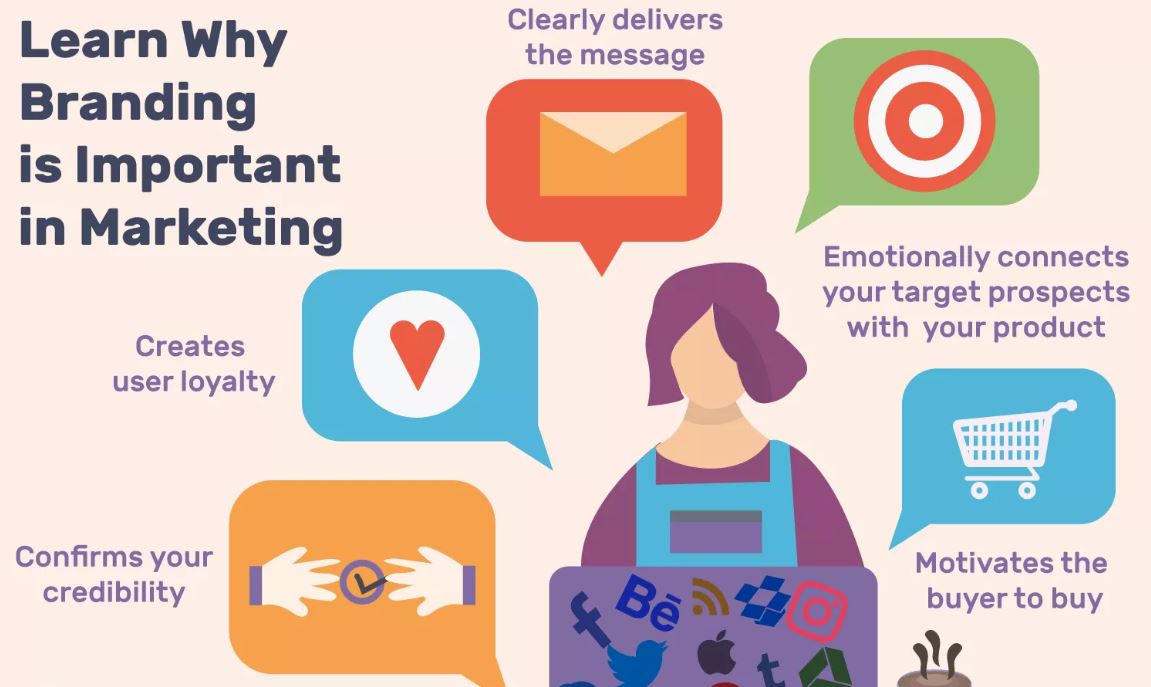 Learn Why
Branding
is Important
in Marketing
Clearly delivers
the message
Emotionally connects
your target prospects
with your product
Creates
user loyalty
Confirms your
credibility
Motivates the
buyer to buy
Bē